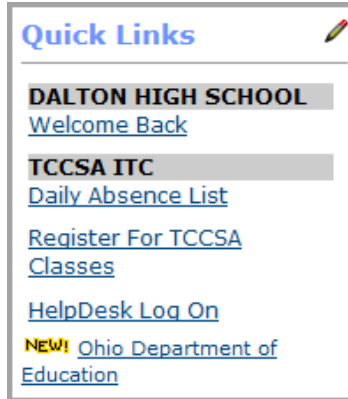 Quick Links
DALTON HIGH SCHOOL
Welcome Back
TCCSA ITC
Daily Absence List
Register For TCCSA
Classes
HelpDesk Log On
NEW! Ohio Department of
Education